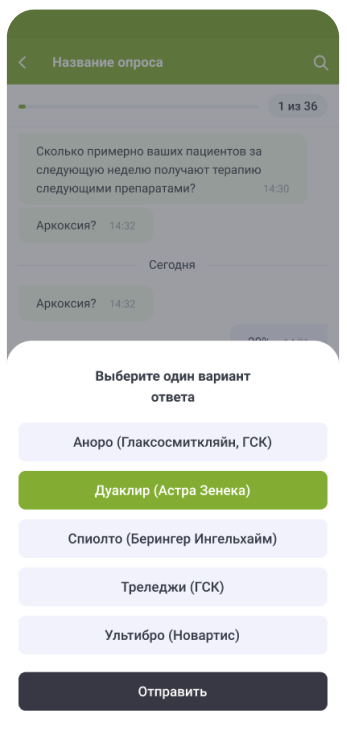 Название опроса
1 из 36
Сколько примерно ваших пациентов за
следующую неделю получают терапию
следующими препаратами?
14:30
Аркоксия? 14:32
Сегодня
Аркоксия? 14:32
Выберите один вариант
ответа
Аноро (Глаксосмиткляйн, ГСК)
Дуаклир (Астра Зенека)
Спиолто (Берингер Ингельхайм)
Треледжи (ГСК)
Ультибро (Новартис)
Отправить